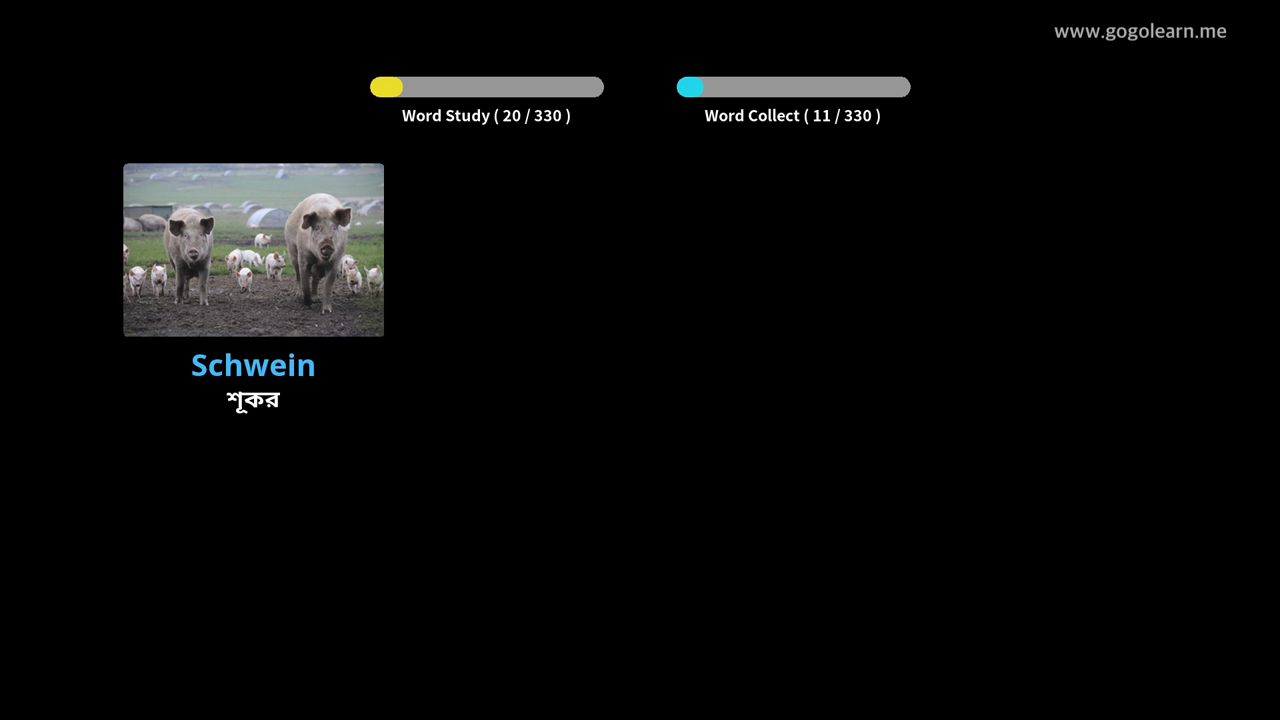 www.gogolearn.me
Word Study ( 20 / 330 )
Word Collect ( 11 / 330 )
Schwein
শূকর